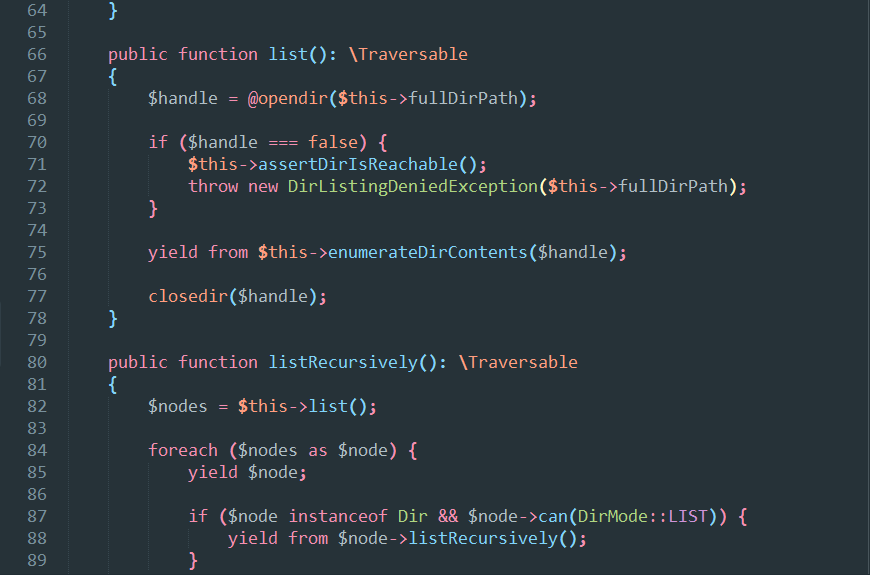 64 }
65
66 public function list(): \Traversable
67 {
68 $handle = @opendir($this->fullDirPath);
69
70 if ($handle === false) {
71 $this->assertDirIsReachable();
72 throw new DirListingDeniedException($this->fullDirPath);
73 }
74
75 yield from $this->enumerateDirContents($handle);
76
77 closedir($handle);
78 }
79
80 public function listRecursively(): \Traversable
81 {
82 $nodes = $this->list();
83
84 foreach ($nodes as $node) {
85 yield $node;
86
87 if ($node instanceof Dir && $node->can(DirMode::LIST)) {
88 yield from $node->listRecursively();
89 }